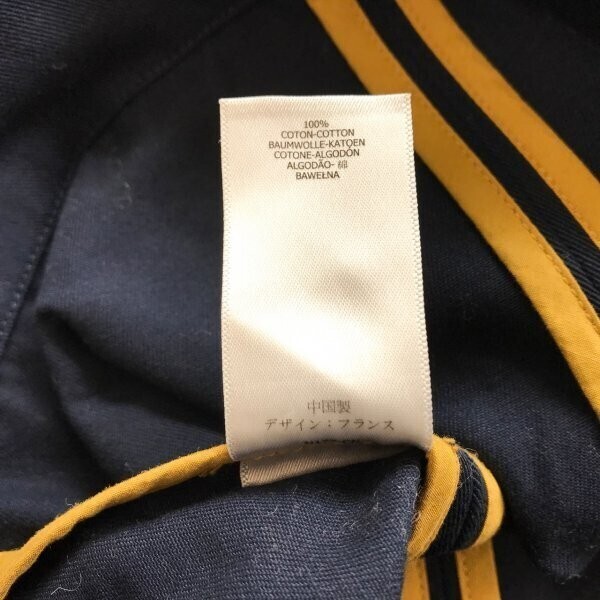 100%
COTON-COTTON
BAUMWOLLE-KATOEN
COTONE-ALGODÓN
ALGODÃO- 綿
BAWEŁNA
中国製
デザイン：フランス